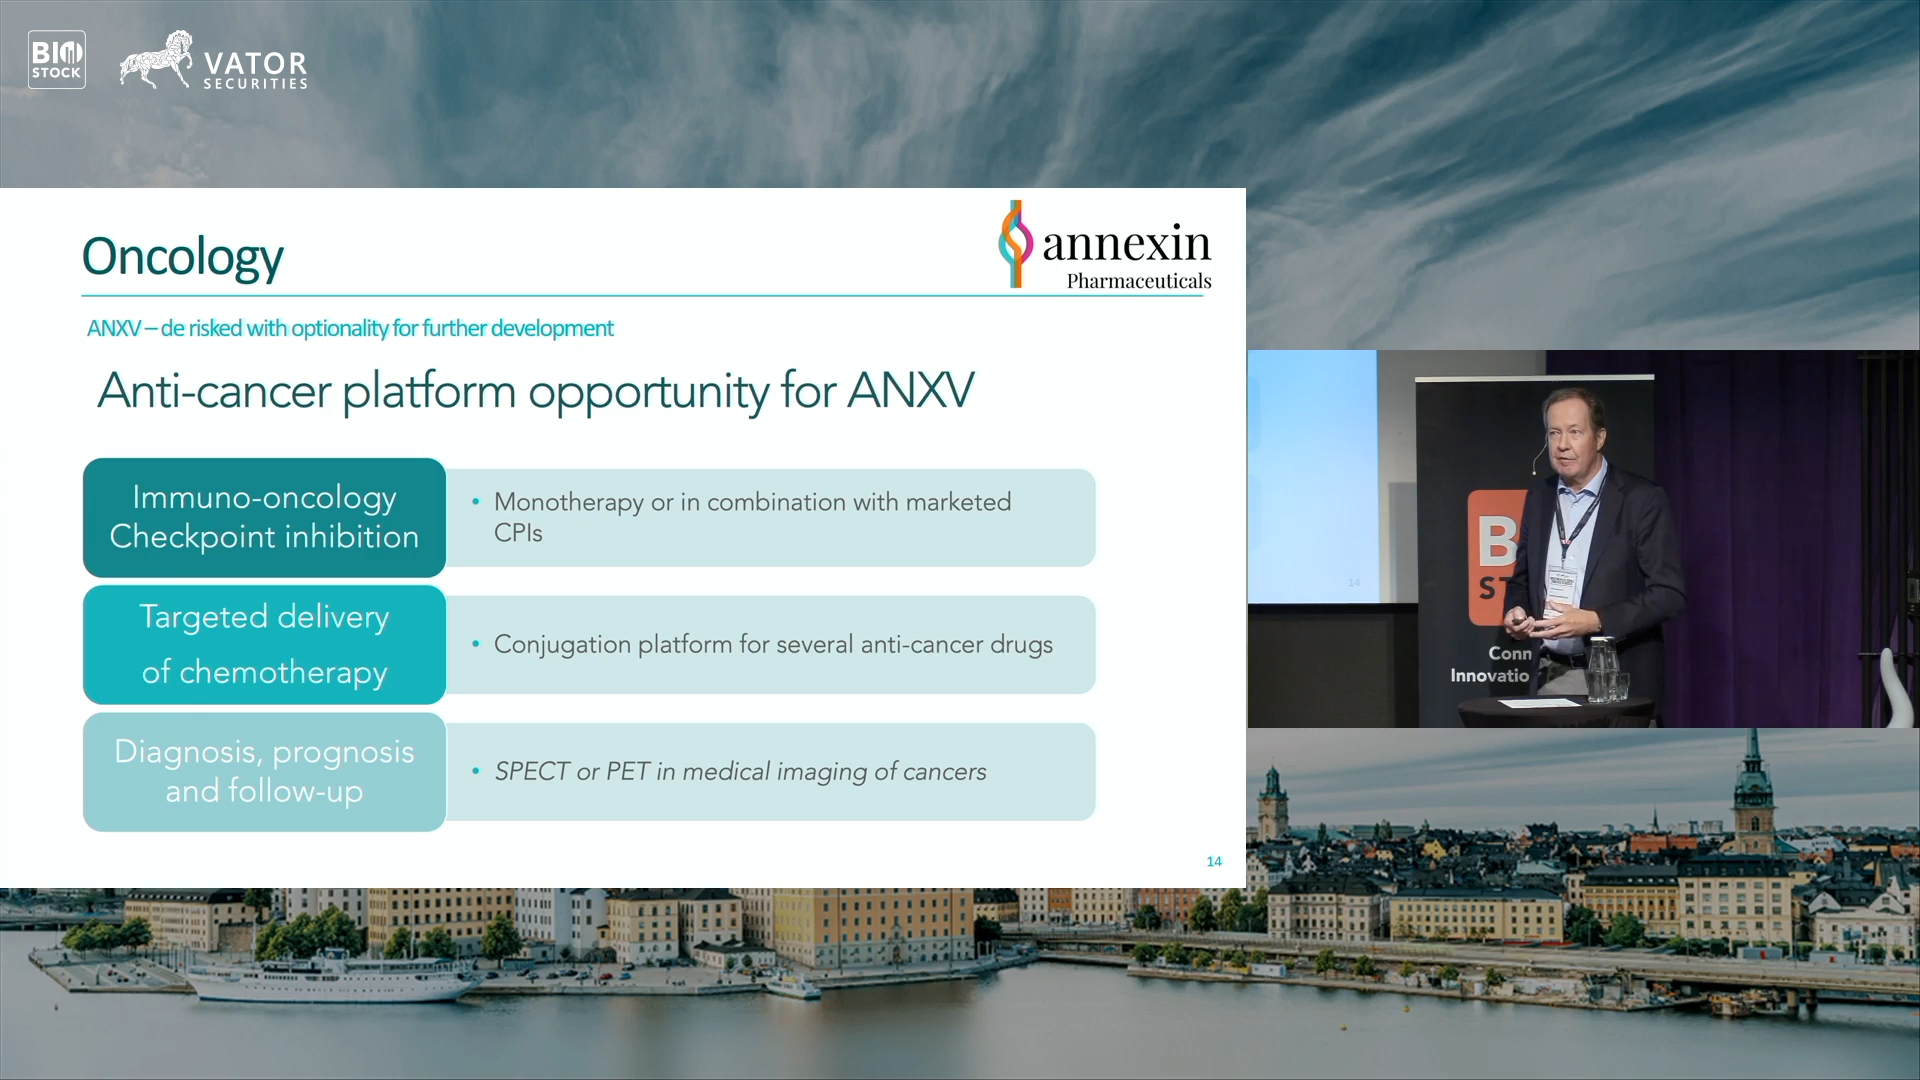 BIO
STOCK
VATOR
SECURITIES
Oncology
annexin
Pharmaceuticals
ANXV – de risked with optionality for further development
Anti-cancer platform opportunity for ANXV
Immuno-oncology
Checkpoint inhibition
• Monotherapy or in combination with marketed
CPIs
Targeted delivery
of chemotherapy
• Conjugation platform for several anti-cancer drugs
Diagnosis, prognosis
and follow-up
• SPECT or PET in medical imaging of cancers
14
14
B
ST
Conn
Innovatio